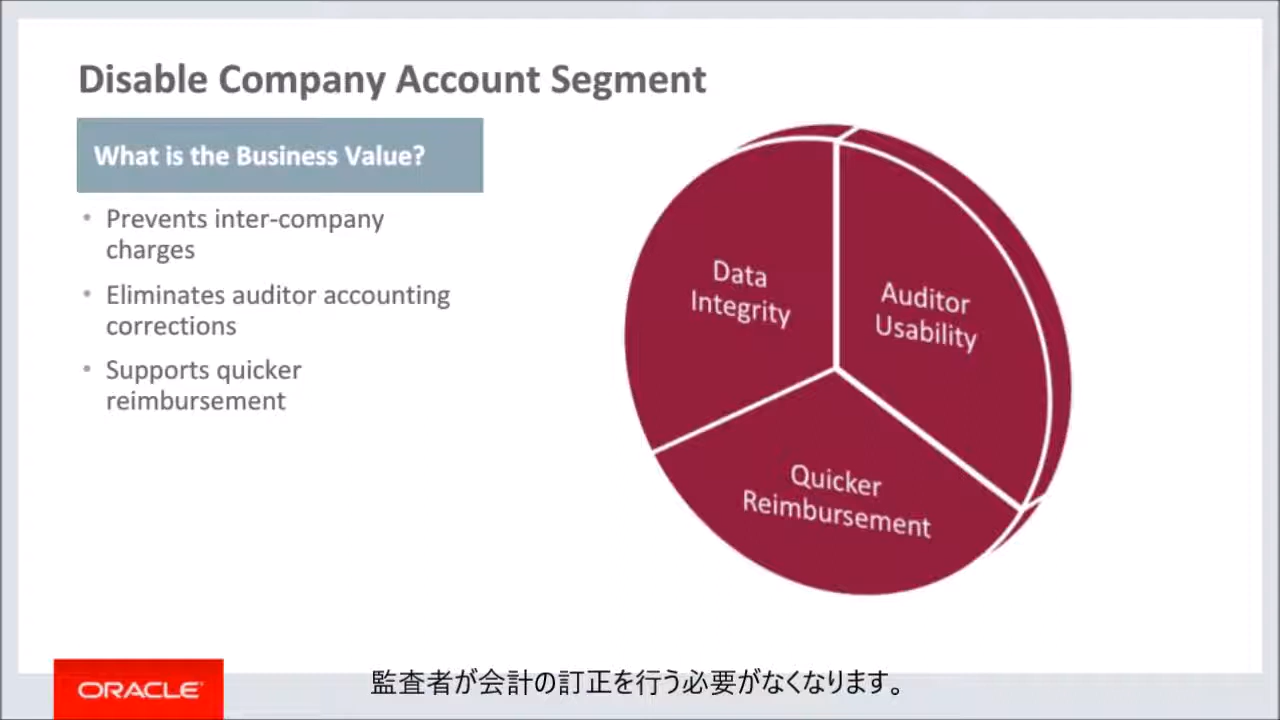 Disable Company Account Segment
What is the Business Value?
• Prevents inter-company
charges
• Eliminates auditor accounting
corrections
• Supports quicker
reimbursement
Data
Integrity
Auditor
Usability
Quicker
Reimbursement
ORACLE
監査者が会計の訂正を行う必要がなくなります。